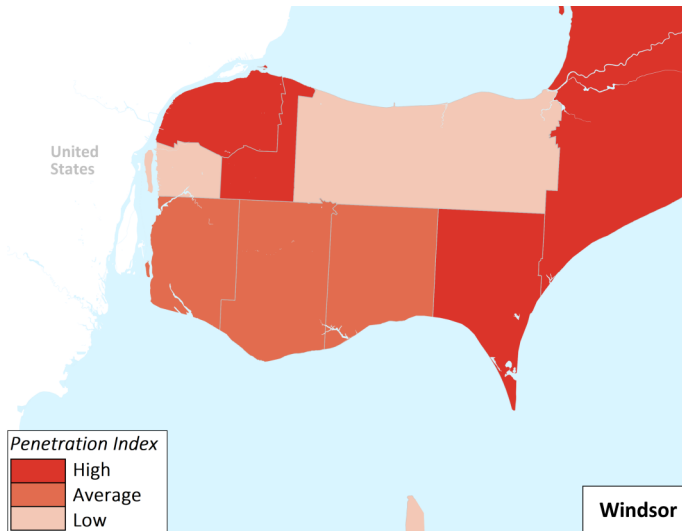 United
States
Penetration Index
High
Average
Low
Windsor